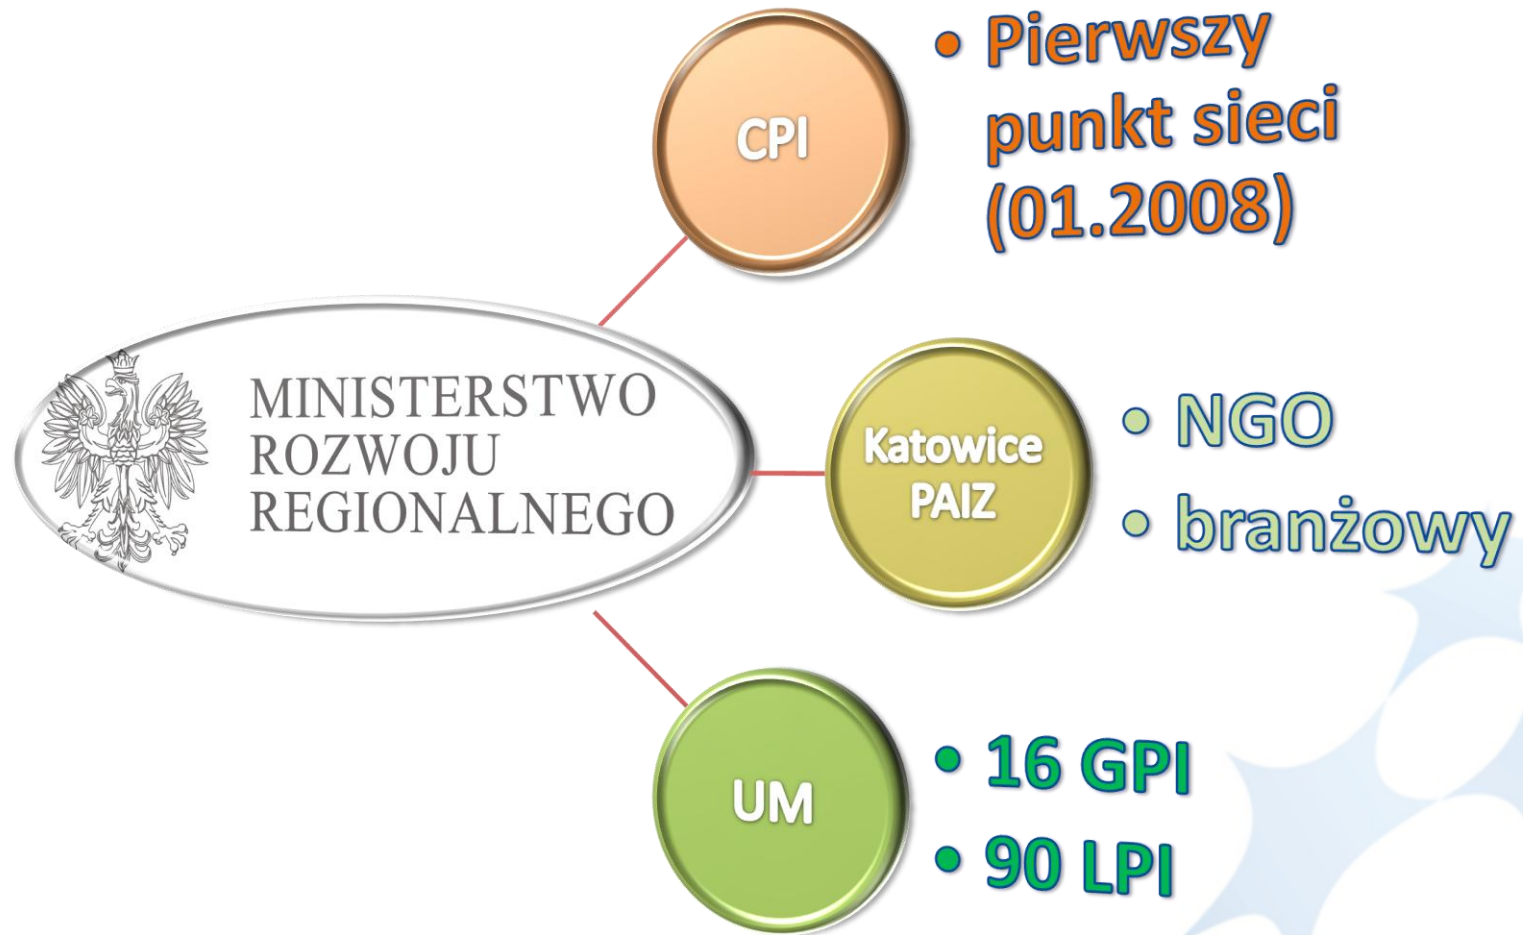 MINISTERSTWO
ROZWOJU
REGIONALNEGO
CPI
• Pierwszy
punkt sieci
(01.2008)
Katowice
PAIZ
• NGO
• branżowy
UM
• 16 GPI
• 90 LPI